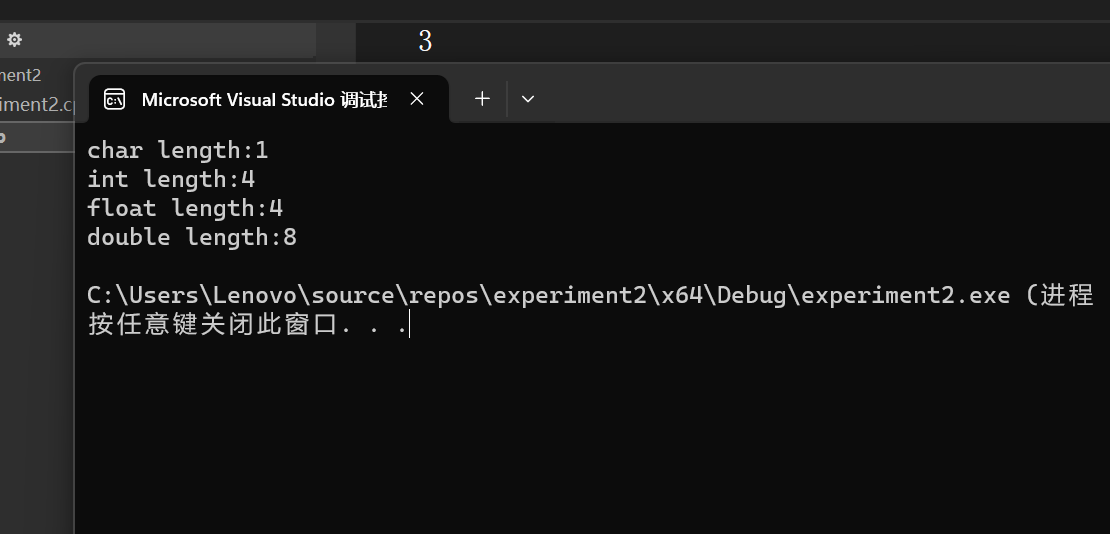 3
ment2
Microsoft Visual Studio 调试
iment2.c
char length:1
int length:4
float length:4
double length:8
C:\Users\Lenovo\source\repos\experiment2\x64\Debug\experiment2.exe (进程
按任意键关闭此窗口. . .